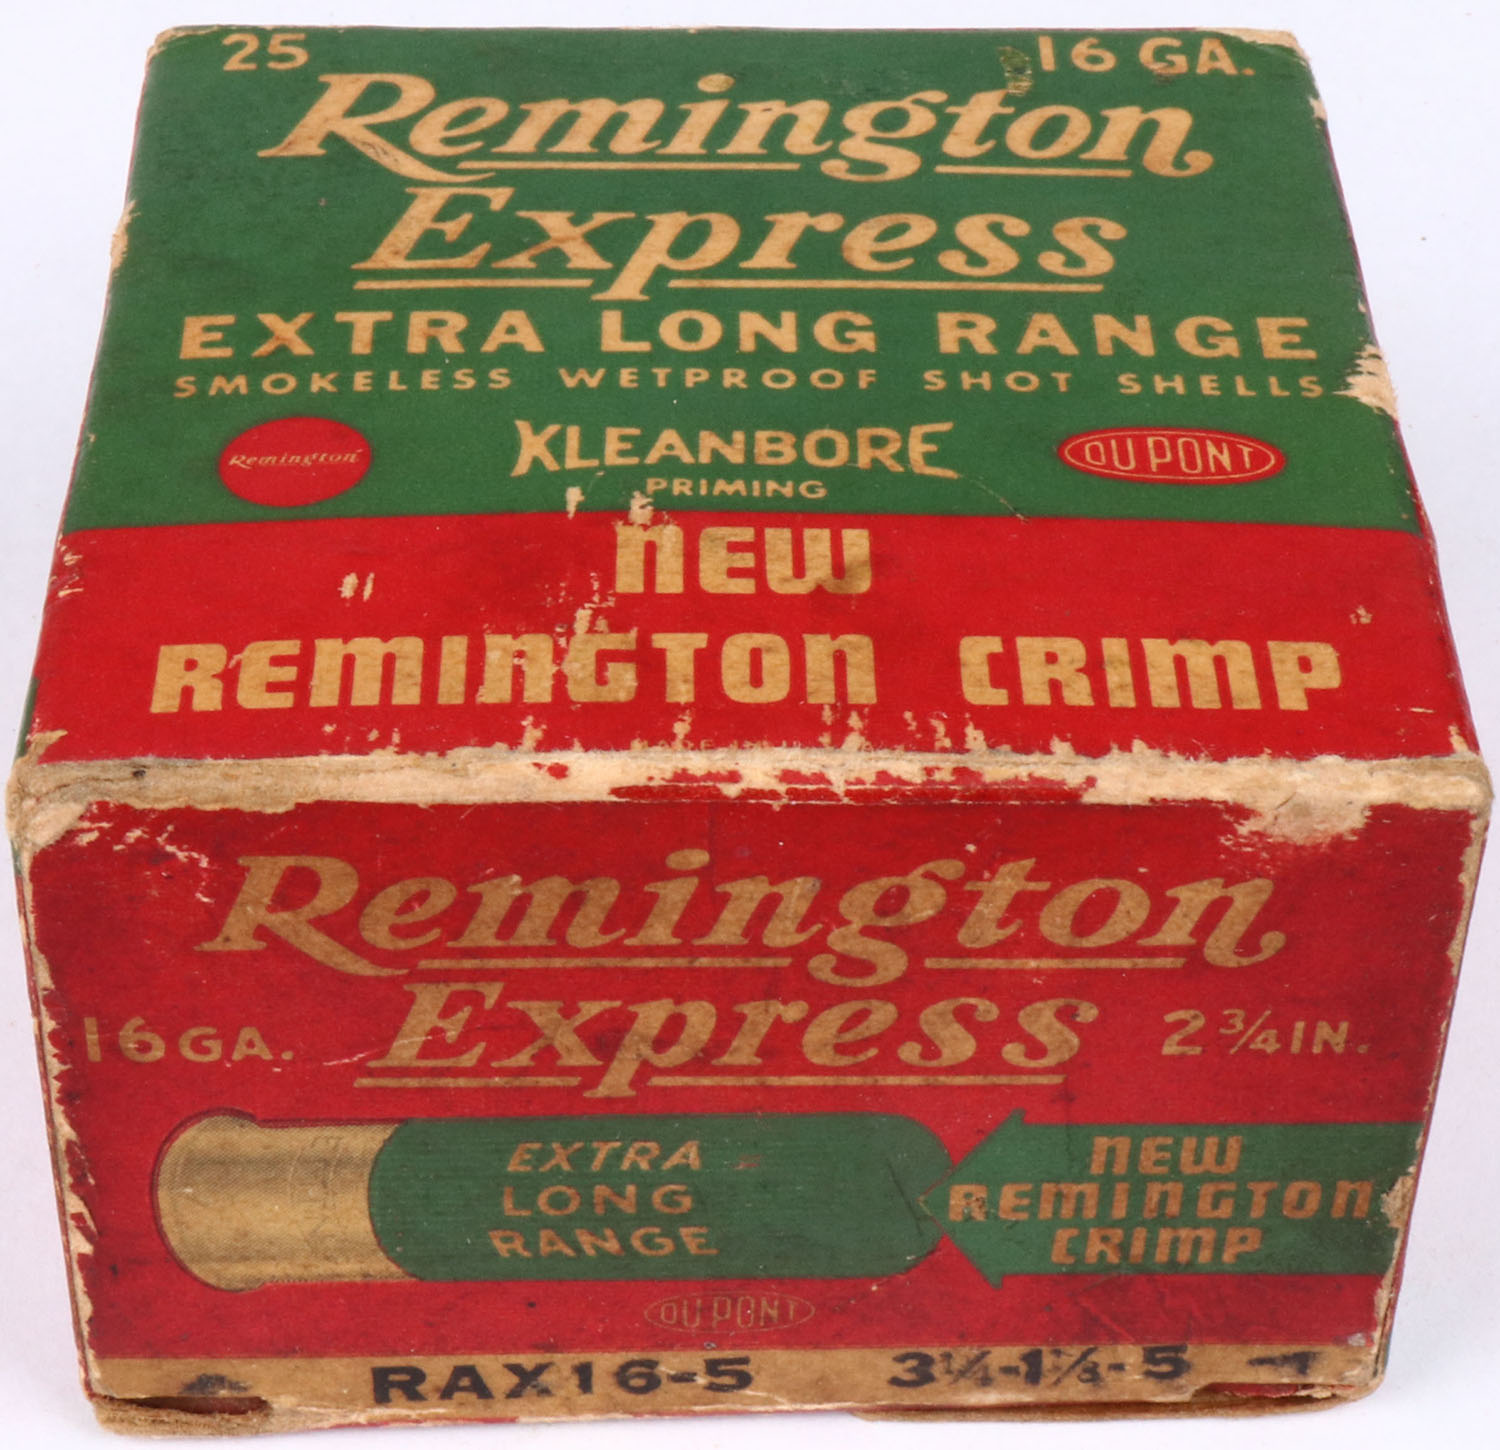 25 16 GA.
Remington
Express
EXTRA LONG RANGE
SMOKELESS WETPROOF SHOT SHELLS
Remington
KLEANBORE
PRIMING
DU PONT
NEW
REMINGTON CRIMP
Remington
Express
16 GA.
2 3/4 IN.
EXTRA
LONG
RANGE
NEW
REMINGTON
CRIMP
DU PONT
RAX16-5 3¼-1⅛-5